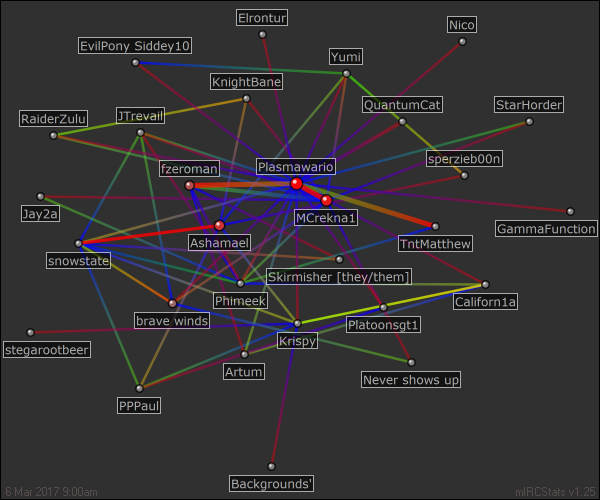 Elrontur
Nico
EvilPony Siddey10
Yumi
KnightBane
QuantumCat
StarHorder
RaiderZulu
JTrevail
sperzieb00n
fzeroman
Plasmawario
Jay2a
MCrekna1
GammaFunction
Ashamael
TntMatthew
snowstate
Skirmisher [they/them]
Phimeek
Californ1a
brave winds
Platoonsgt1
Krispy
stegarootbeer
Artum
Never shows up
PPPaul
Backgrounds'
6 Mar 2017 9:00am
mIRCStats v1.25